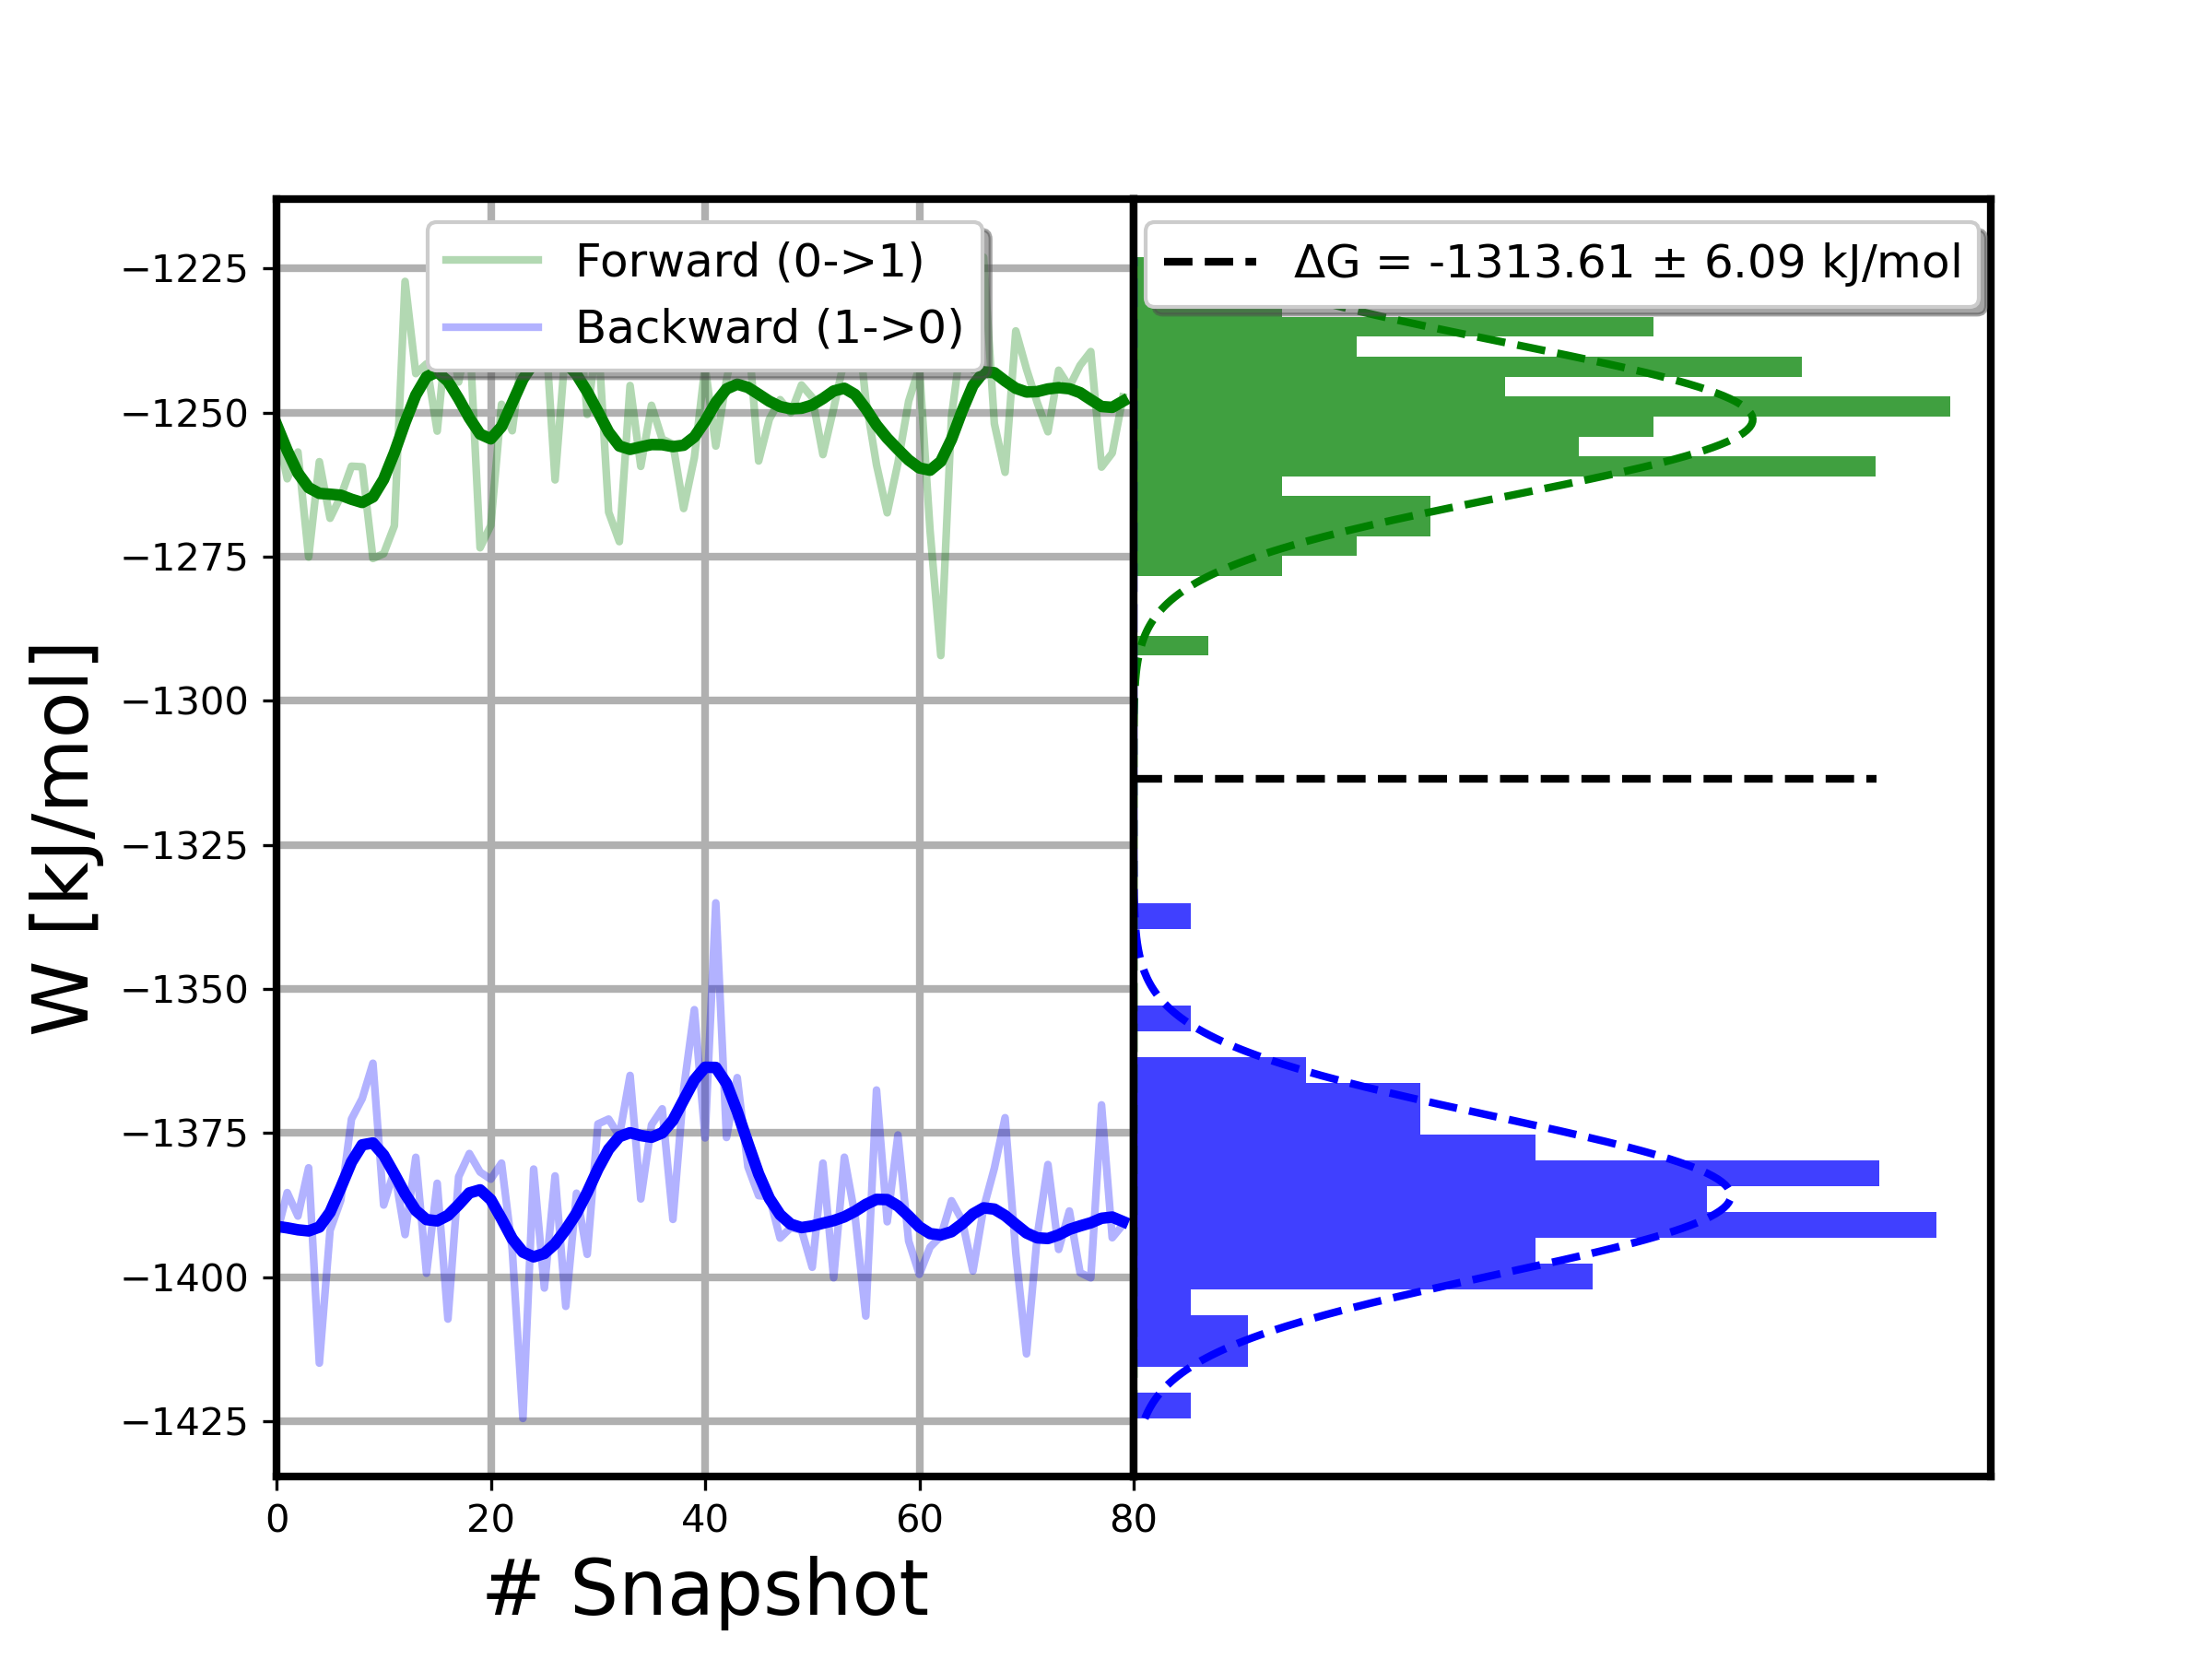 Forward (0->1)
Backward (1->0)
ΔG = -1313.61 ± 6.09 kJ/mol
W [kJ/mol]
−1225
−1250
−1275
−1300
−1325
−1350
−1375
−1400
−1425
0 20 40 60 80
# Snapshot